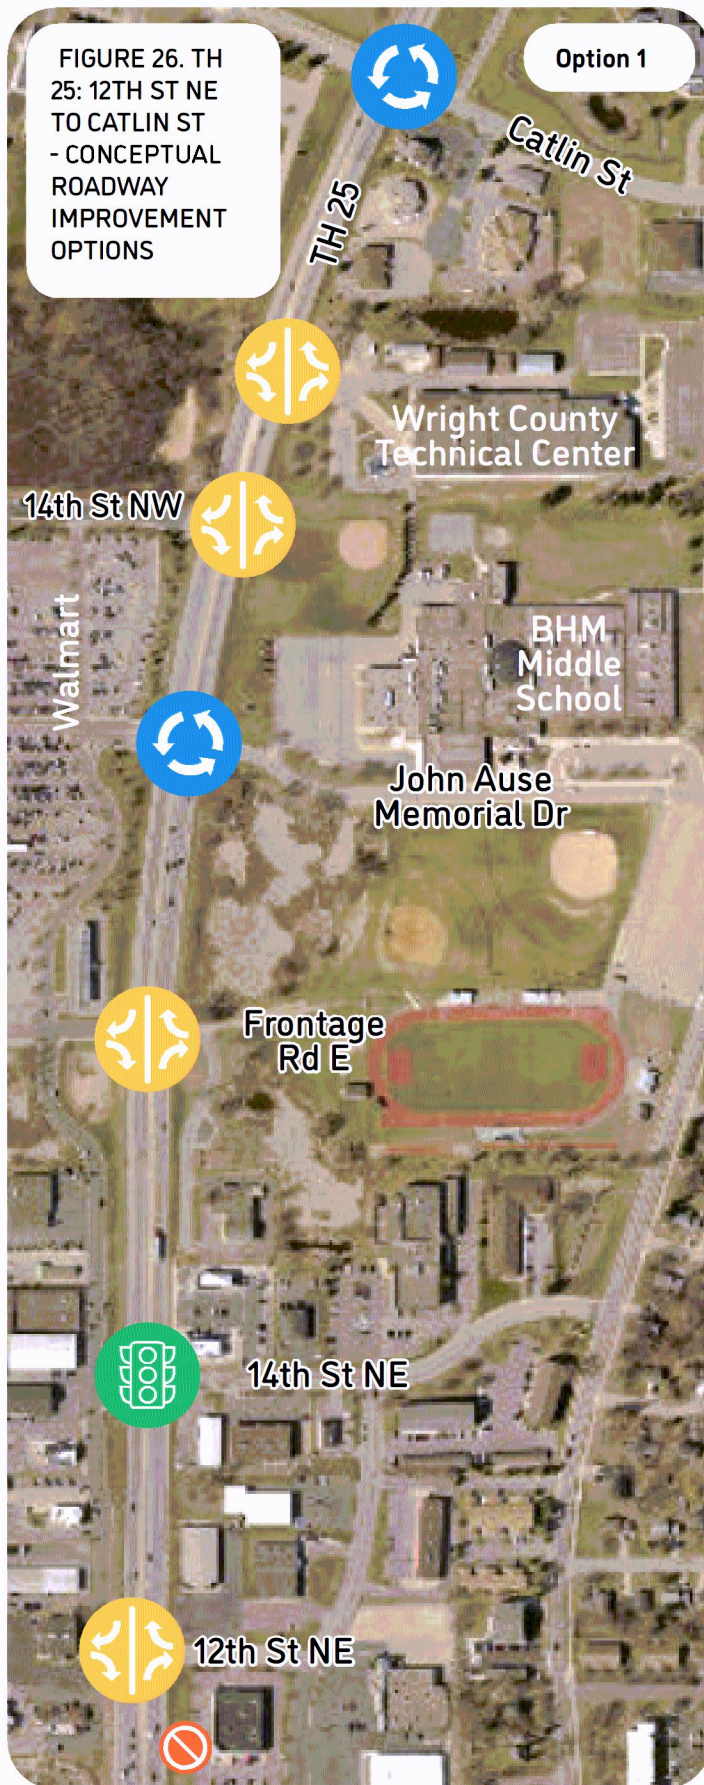 FIGURE 26. TH
25: 12TH ST NE
TO CATLIN ST
- CONCEPTUAL
ROADWAY
IMPROVEMENT
OPTIONS
Option 1
Catlin St
TH 25
Wright County
Technical Center
14th St NW
Walmart
BHM
Middle
School
John Ause
Memorial Dr
Frontage
Rd E
14th St NE
12th St NE